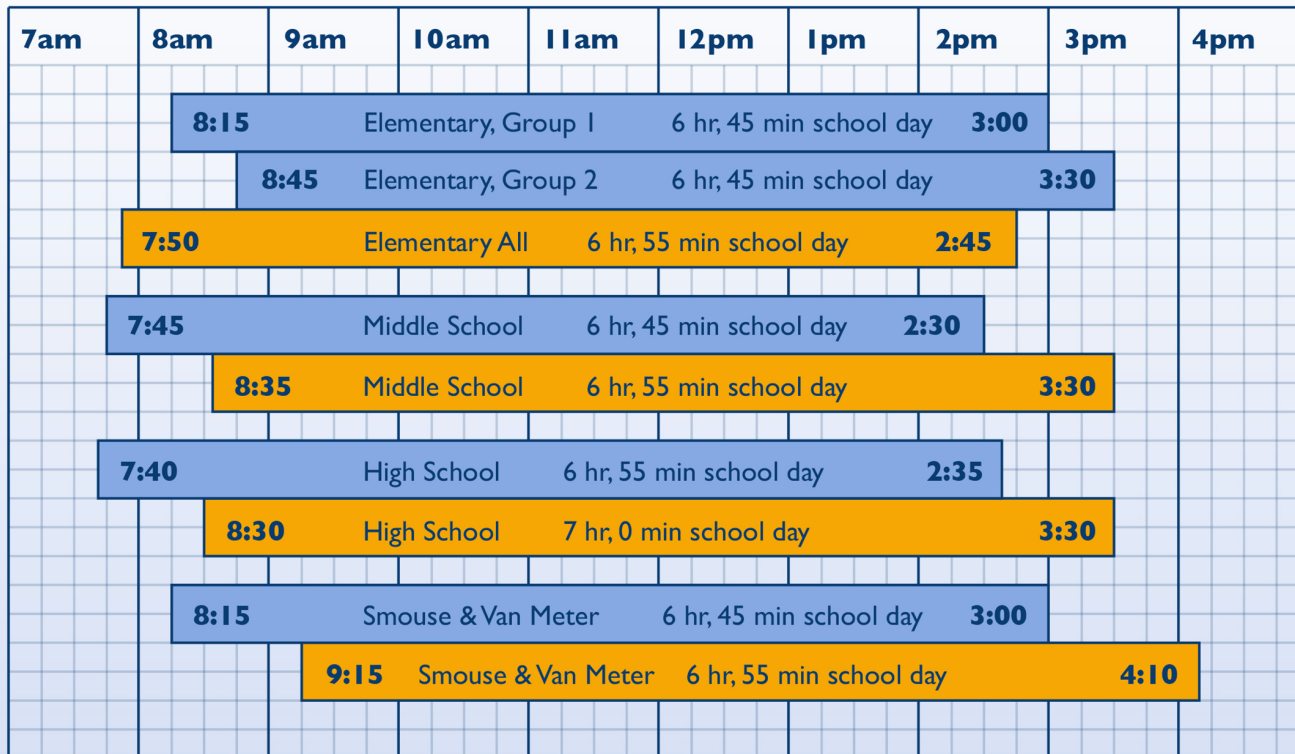 7am 8am 9am 10am 11am 12pm 1pm 2pm 3pm 4pm
8:15 Elementary, Group 1 6 hr, 45 min school day 3:00
8:45 Elementary, Group 2 6 hr, 45 min school day 3:30
7:50 Elementary All 6 hr, 55 min school day 2:45
7:45 Middle School 6 hr, 45 min school day 2:30
8:35 Middle School 6 hr, 55 min school day 3:30
7:40 High School 6 hr, 55 min school day 2:35
8:30 High School 7 hr, 0 min school day 3:30
8:15 Smouse & Van Meter 6 hr, 45 min school day 3:00
9:15 Smouse & Van Meter 6 hr, 55 min school day 4:10